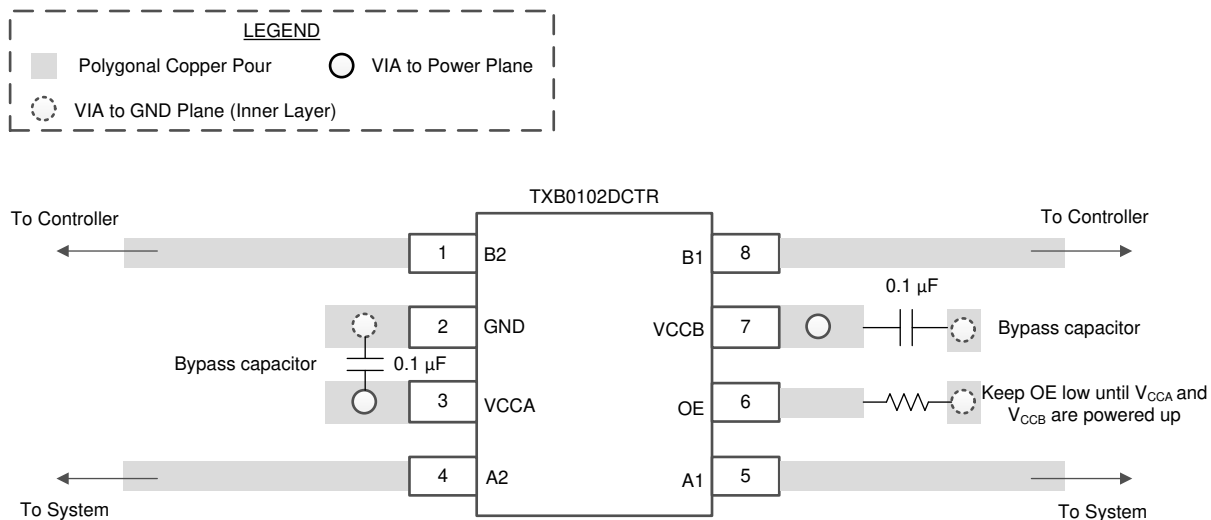 LEGEND
Polygonal Copper Pour
VIA to Power Plane
VIA to GND Plane (Inner Layer)
TXB0102DCTR
To Controller
To Controller
1
B2
B1
8
0.1 µF
2
GND
VCCB
7
Bypass capacitor
Bypass capacitor
0.1 µF
3
VCCA
OE
6
Keep OE low until VCCA and
VCCB are powered up
4
A2
A1
5
To System
To System